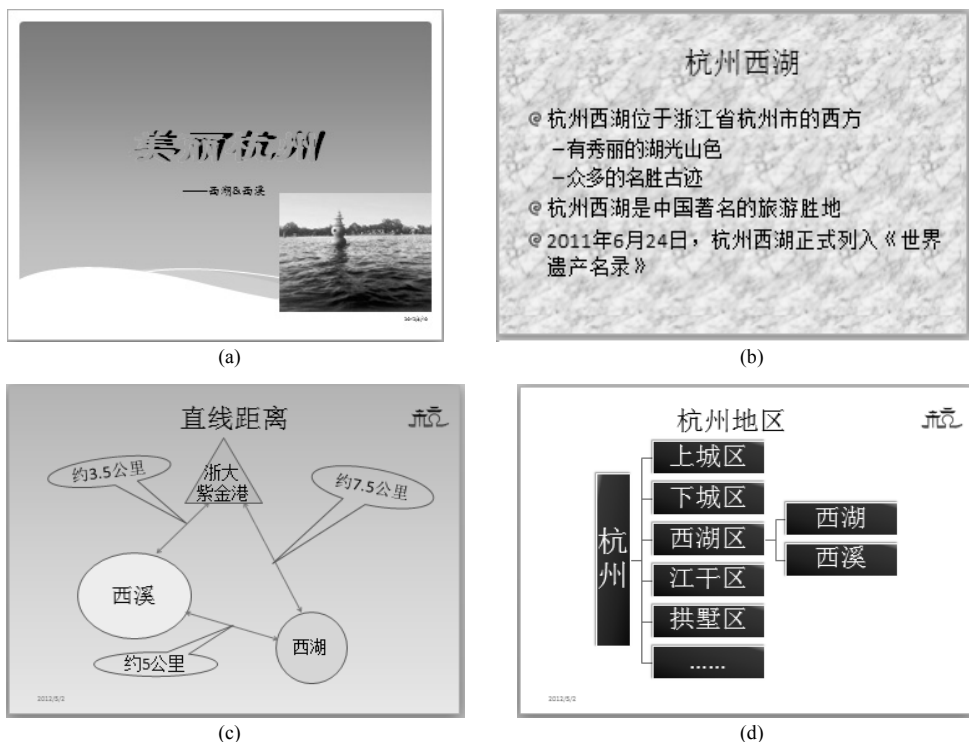 美丽杭州
——西湖&西溪
(a)
杭州西湖
杭州西湖位于浙江省杭州市的西方
–有秀丽的湖光山色
–众多的名胜古迹
杭州西湖是中国著名的旅游胜地
2011年6月24日，杭州西湖正式列入《世界
遗产名录》
(b)
直线距离
杭
约3.5公里
浙大
紫金港
约7.5公里
西溪
西湖
约5公里
2012/5/2
(c)
杭州地区
杭
上城区
下城区
杭州
西湖区
西湖
西溪
江干区
拱墅区
……
2012/5/2
(d)